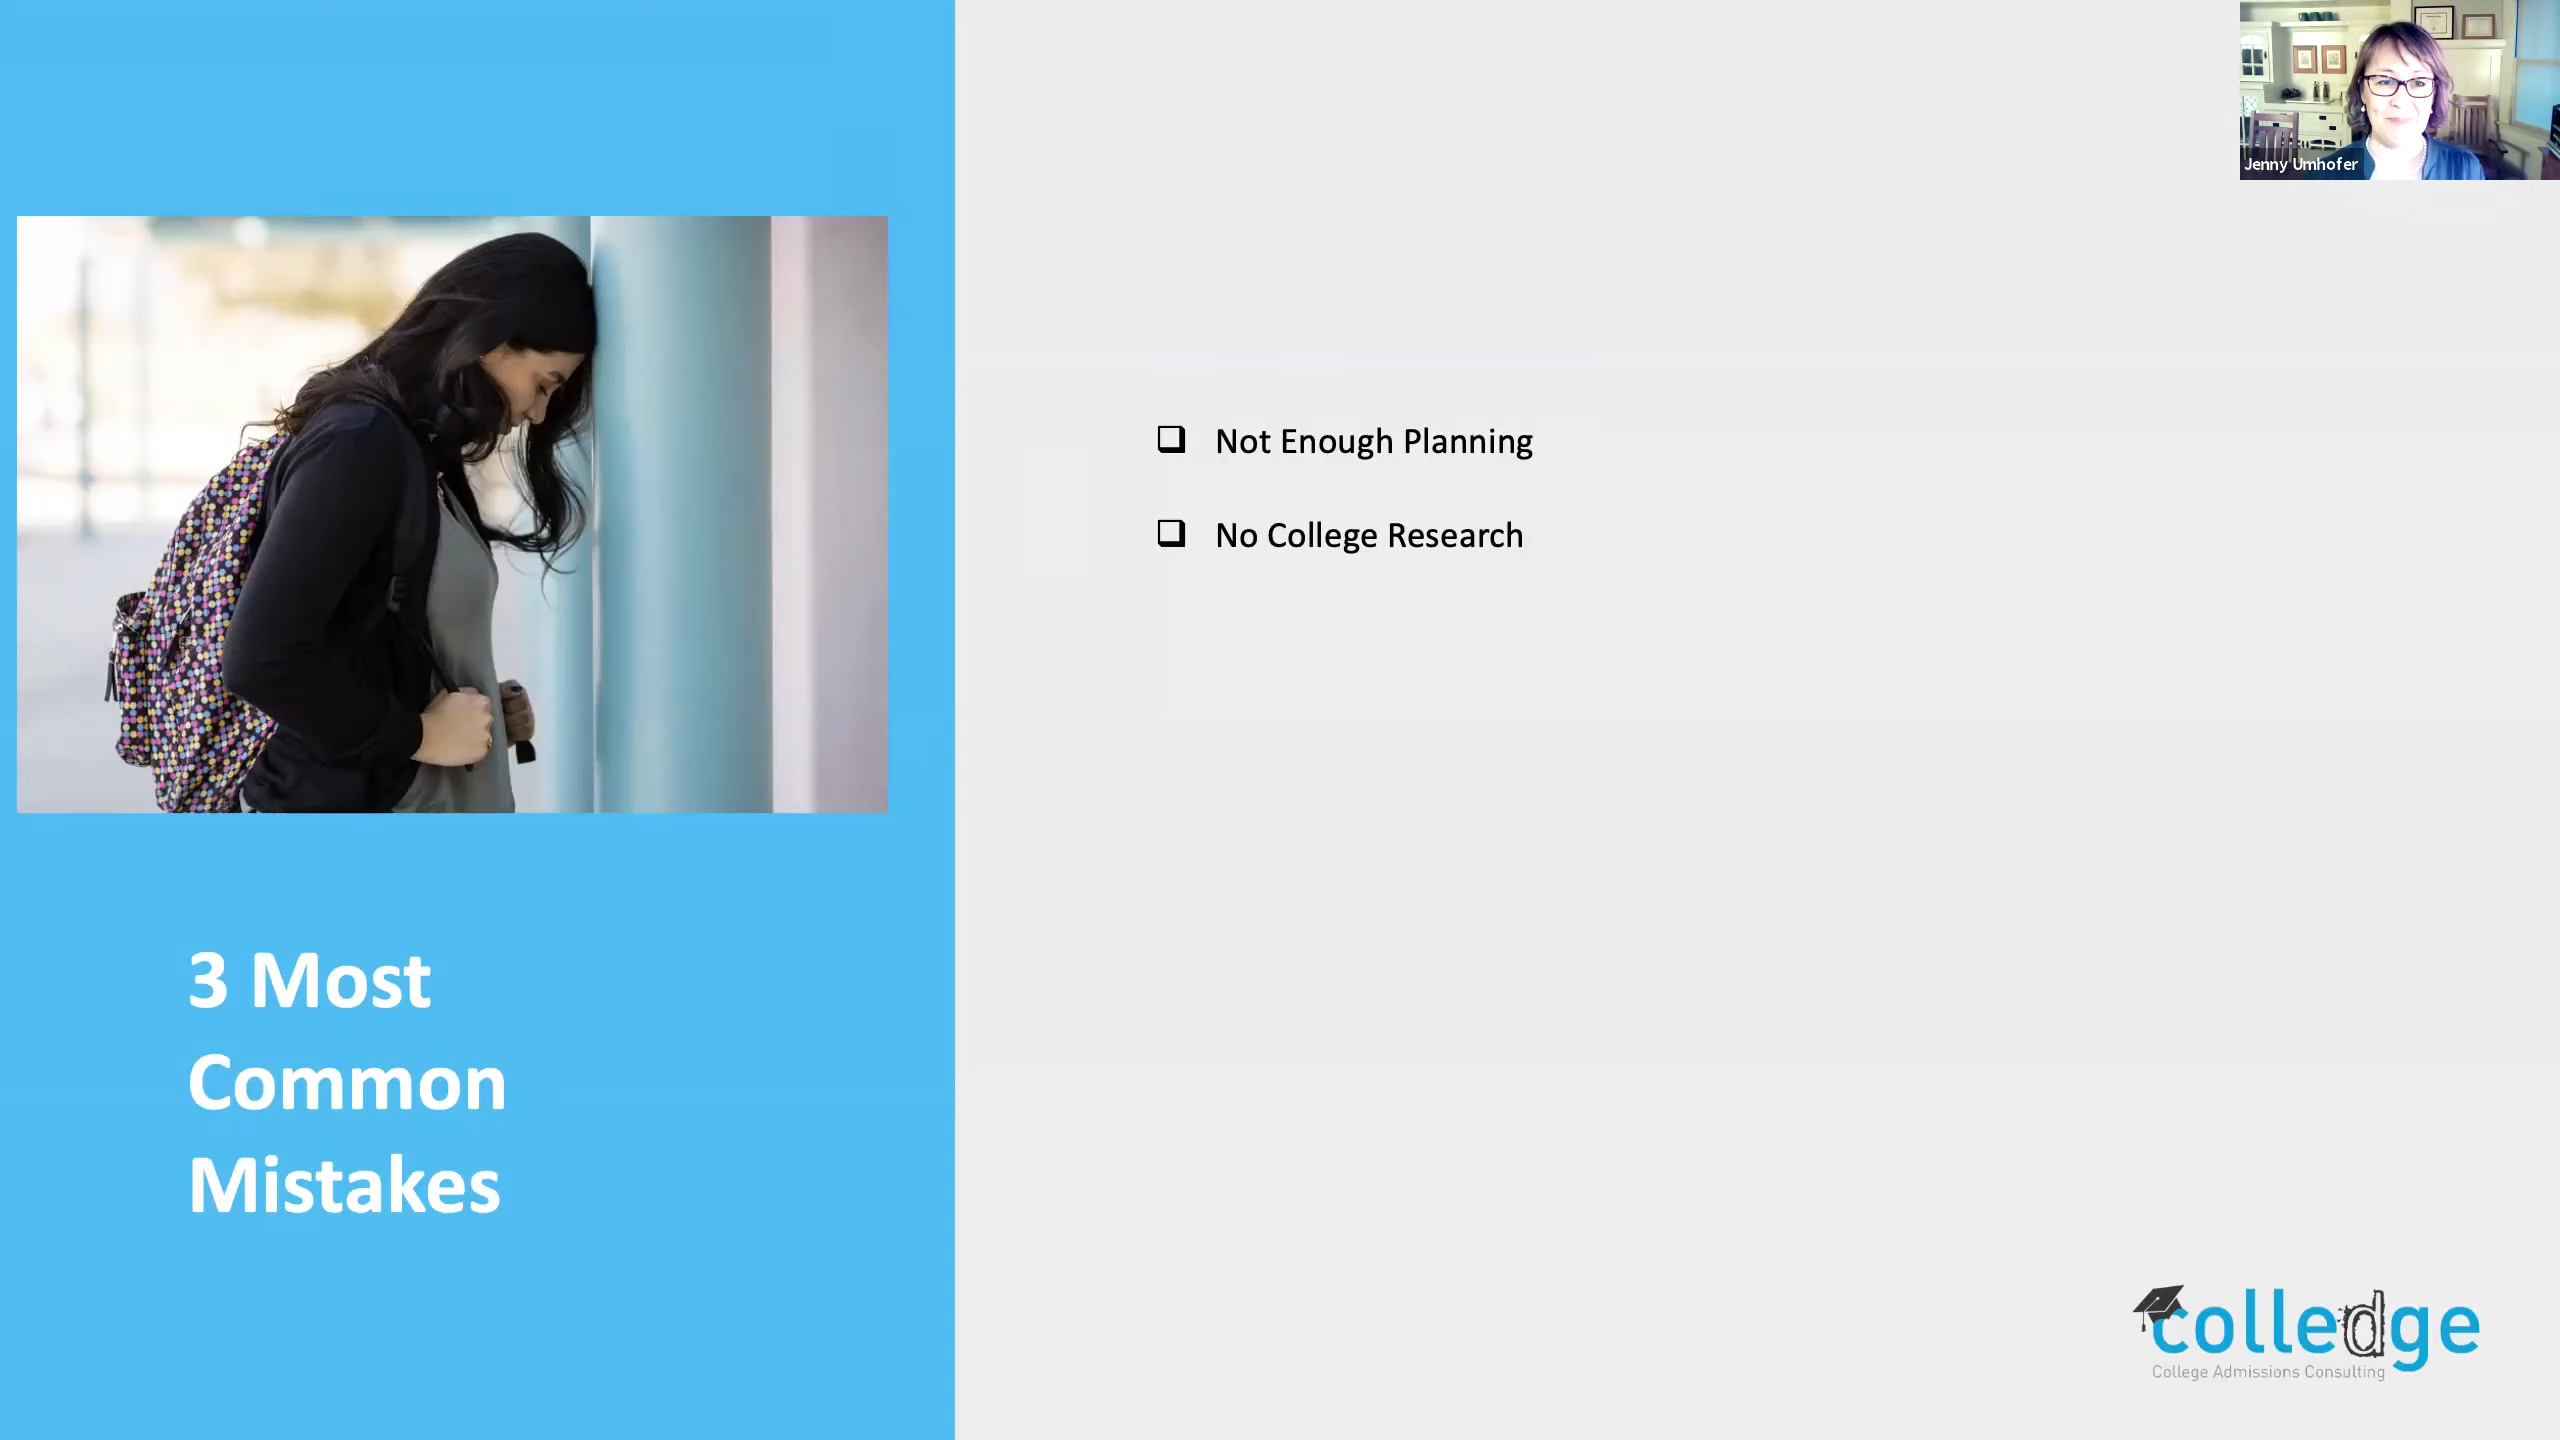 Jenny Umhofer
Not Enough Planning
No College Research
3 Most
Common
Mistakes
colledge
College Admissions Consulting